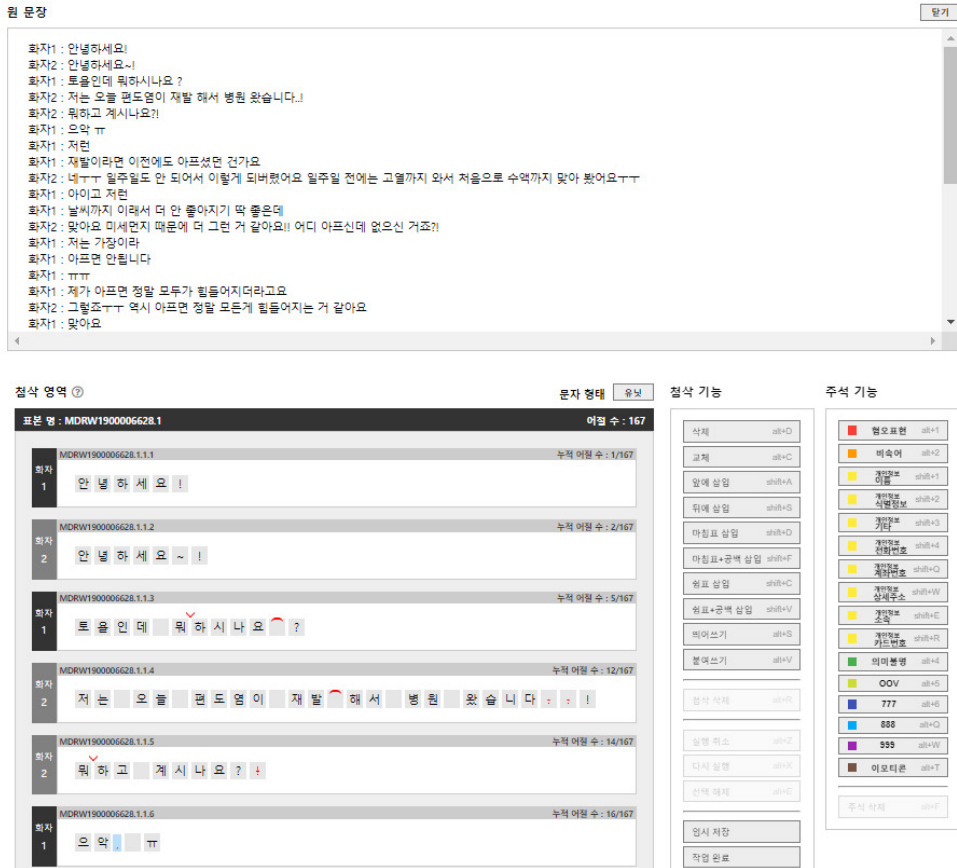 원 문장
닫기
화자1 : 안녕하세요!
화자2 : 안녕하세요~!
화자1 : 토욜인데 뭐하시나요 ?
화자2 : 저는 오늘 편도염이 재발 해서 병원 왔습니다..!
화자2 : 뭐하고 계시나요?!
화자1 : 으악 ㅠ
화자1 : 저런
화자1 : 재발이라면 이전에도 아프셨던 건가요
화자2 : 네ㅜㅜ 일주일도 안 되어서 이렇게 되버렸어요 일주일 전에는 고열까지 와서 처음으로 수액까지 맞아 봤어요ㅜㅜ
화자1 : 아이고 저런
화자1 : 날씨까지 이래서 더 안 좋아지기 딱 좋은데
화자2 : 맞아요 미세먼지 때문에 더 그런 거 같아요!! 어디 아프신데 없으신 거죠?!
화자1 : 저는 가장이라
화자1 : 아프면 안됩니다
화자1 : ㅠㅠ
화자1 : 제가 아프면 정말 모두가 힘들어지더라고요
화자2 : 그렇죠ㅜㅜ 역시 아프면 정말 모든게 힘들어지는 거 같아요
화자1 : 맞아요
첨삭 영역 ?
문자 형태 유닛
표본 명 : MDRW1900006628.1 어절 수 : 167
MDRW1900006628.1.1.1 누적 어절 수 : 1/167
화자 1
안녕하세요!
MDRW1900006628.1.1.2 누적 어절 수 : 2/167
화자 2
안녕하세요~!
MDRW1900006628.1.1.3 누적 어절 수 : 5/167
화자 1
토욜인데 뭐하시나요 ?
MDRW1900006628.1.1.4 누적 어절 수 : 12/167
화자 2
저는 오늘 편도염이 재발 해서 병원 왔습니다..!
MDRW1900006628.1.1.5 누적 어절 수 : 14/167
화자 2
뭐하고 계시나요?!
MDRW1900006628.1.1.6 누적 어절 수 : 16/167
화자 1
으악, ㅠ
첨삭 기능
삭제 alt+D
교체 alt+C
앞에 삽입 shift+A
뒤에 삽입 shift+S
마침표 삽입 shift+D
마침표+공백 삽입 shift+F
쉼표 삽입 shift+C
쉼표+공백 삽입 shift+V
띄어쓰기 alt+S
붙여쓰기 alt+V
첨삭 삭제 alt+R
실행 취소 alt+Z
다시 실행 alt+X
선택 해제 alt+E
임시 저장
작업 완료
주석 기능
혐오표현 alt+1
비속어 alt+2
개인정보 이름 shift+1
개인정보 식별정보 shift+2
개인정보 기타 shift+3
개인정보 전화번호 shift+4
개인정보 계좌번호 shift+Q
개인정보 상세주소 shift+W
개인정보 소속 shift+E
개인정보 카드번호 shift+R
의미불명 alt+4
OOV alt+5
777 alt+6
888 alt+Q
999 alt+W
이모티콘 alt+T
주석 삭제 alt+F